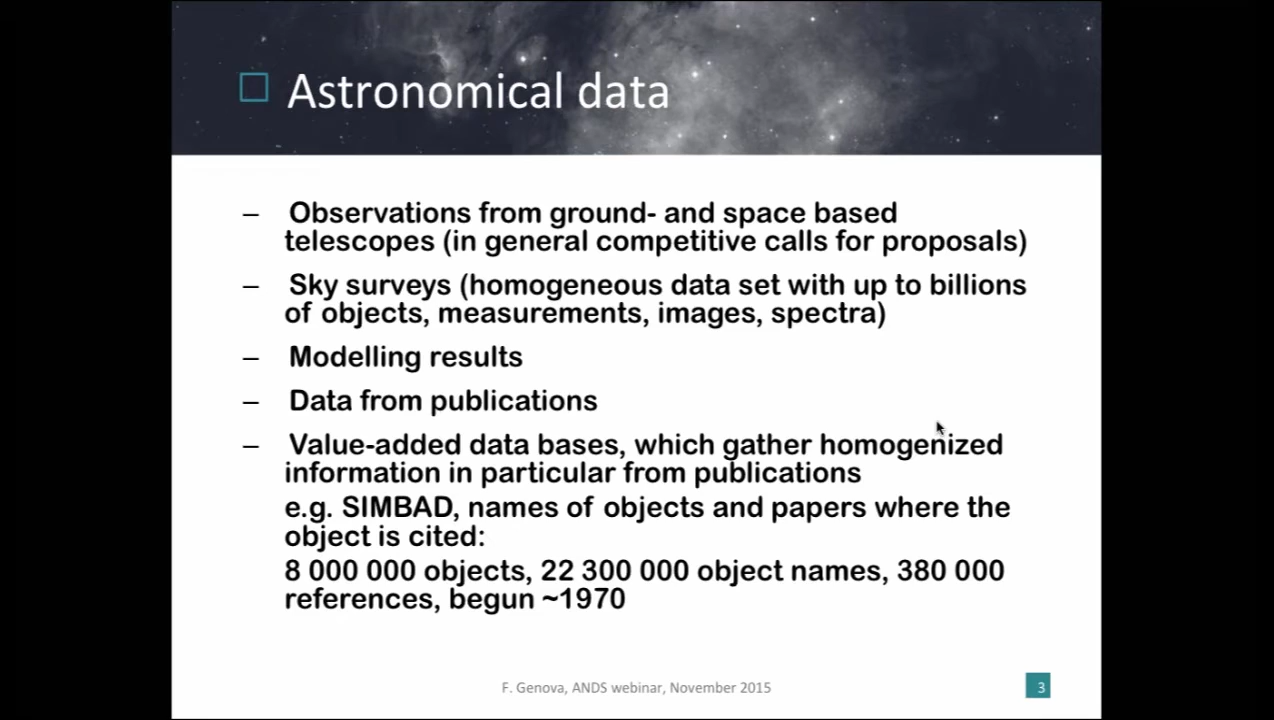 Astronomical data
– Observations from ground- and space based
telescopes (in general competitive calls for proposals)
– Sky surveys (homogeneous data set with up to billions
of objects, measurements, images, spectra)
– Modelling results
– Data from publications
– Value-added data bases, which gather homogenized
information in particular from publications
e.g. SIMBAD, names of objects and papers where the
object is cited:
8 000 000 objects, 22 300 000 object names, 380 000
references, begun ~1970
F. Genova, ANDS webinar, November 2015
3